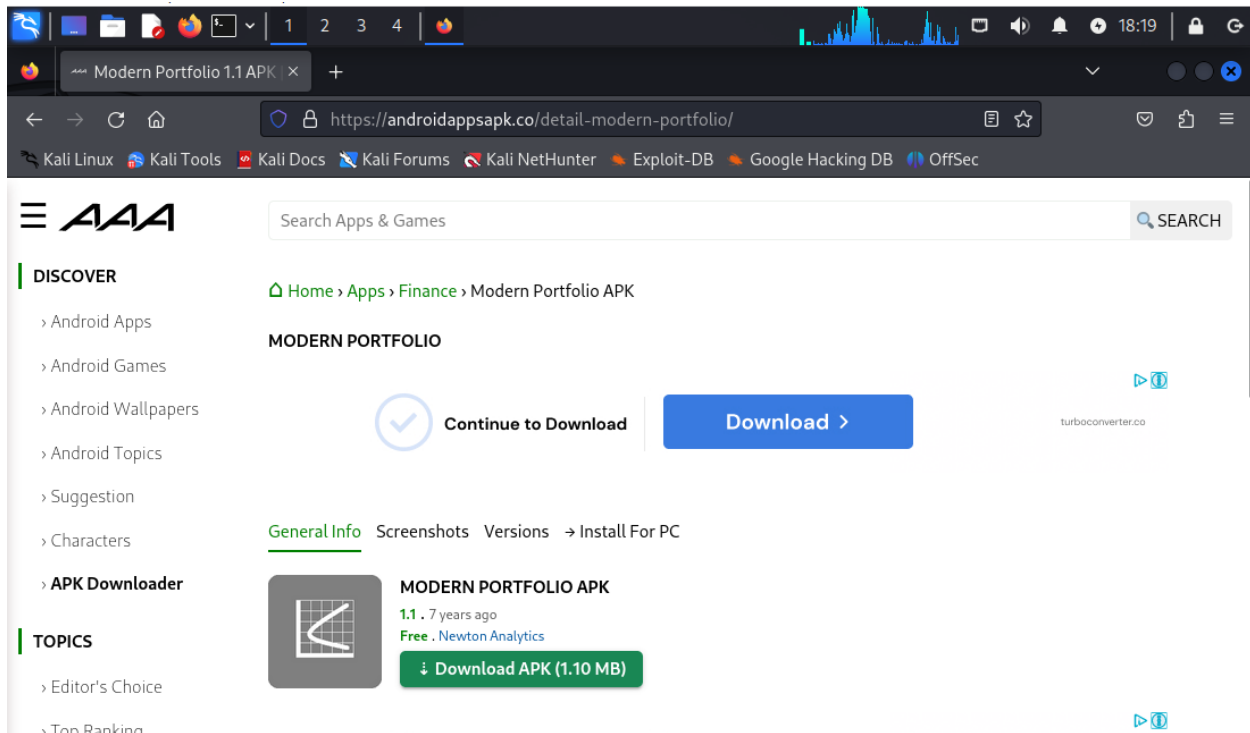 1 2 3 4 18:19
Modern Portfolio 1.1 APK
https://androidappsapk.co/detail-modern-portfolio/
Kali Linux Kali Tools Kali Docs Kali Forums Kali NetHunter Exploit-DB Google Hacking DB OffSec
AAA
Search Apps & Games
SEARCH
DISCOVER
› Android Apps
› Android Games
› Android Wallpapers
› Android Topics
› Suggestion
› Characters
› APK Downloader
TOPICS
› Editor's Choice
› Top Ranking
Home › Apps › Finance › Modern Portfolio APK
MODERN PORTFOLIO
Continue to Download
Download >
turboconverter.co
General Info Screenshots Versions → Install For PC
MODERN PORTFOLIO APK
1.1 . 7 years ago
Free . Newton Analytics
⇣ Download APK (1.10 MB)